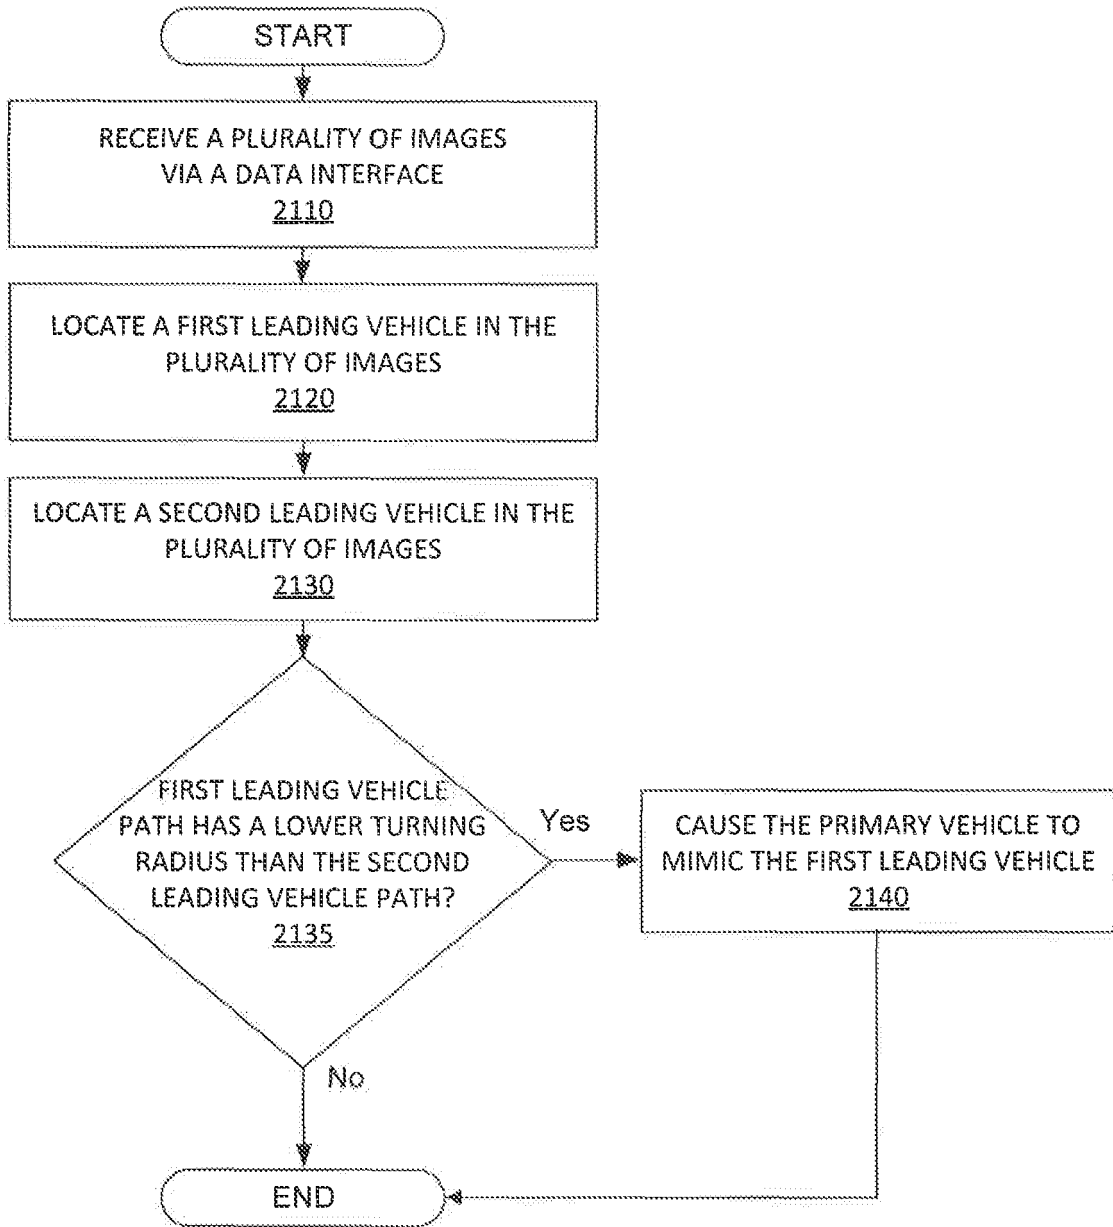 START
RECEIVE A PLURALITY OF IMAGES
VIA A DATA INTERFACE
2110
LOCATE A FIRST LEADING VEHICLE IN THE
PLURALITY OF IMAGES
2120
LOCATE A SECOND LEADING VEHICLE IN THE
PLURALITY OF IMAGES
2130
FIRST LEADING VEHICLE
PATH HAS A LOWER TURNING
RADIUS THAN THE SECOND
LEADING VEHICLE PATH?
2135
Yes
CAUSE THE PRIMARY VEHICLE TO
MIMIC THE FIRST LEADING VEHICLE
2140
No
END